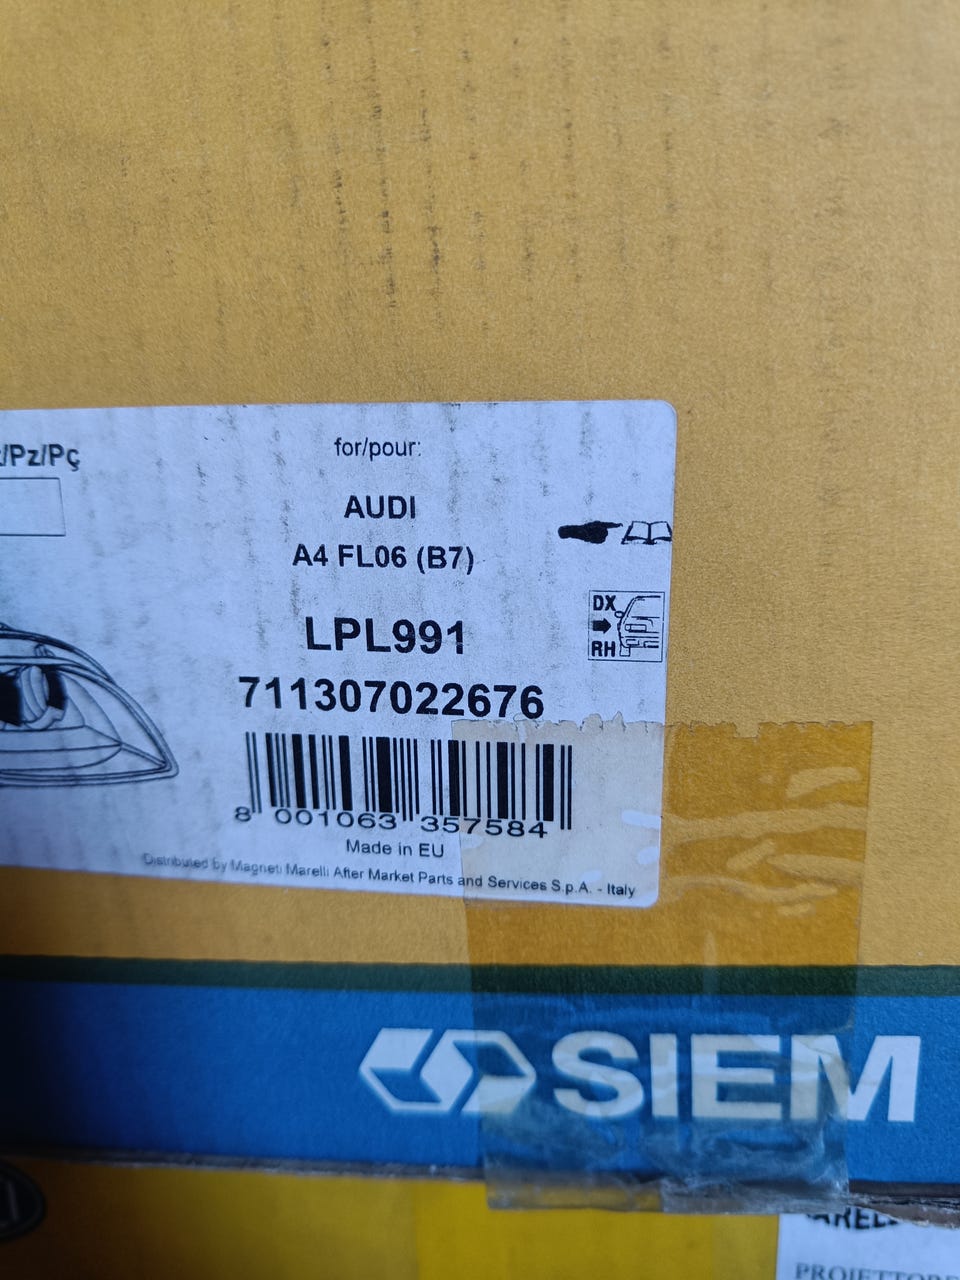 /Pz/Pç
for/pour:
AUDI
A4 FL06 (B7)
DX
RH
LPL991
711307022676
8 001063 357584
Made in EU
Distributed by Magneti Marelli After Market Parts and Services S.p.A. - Italy
SIEM